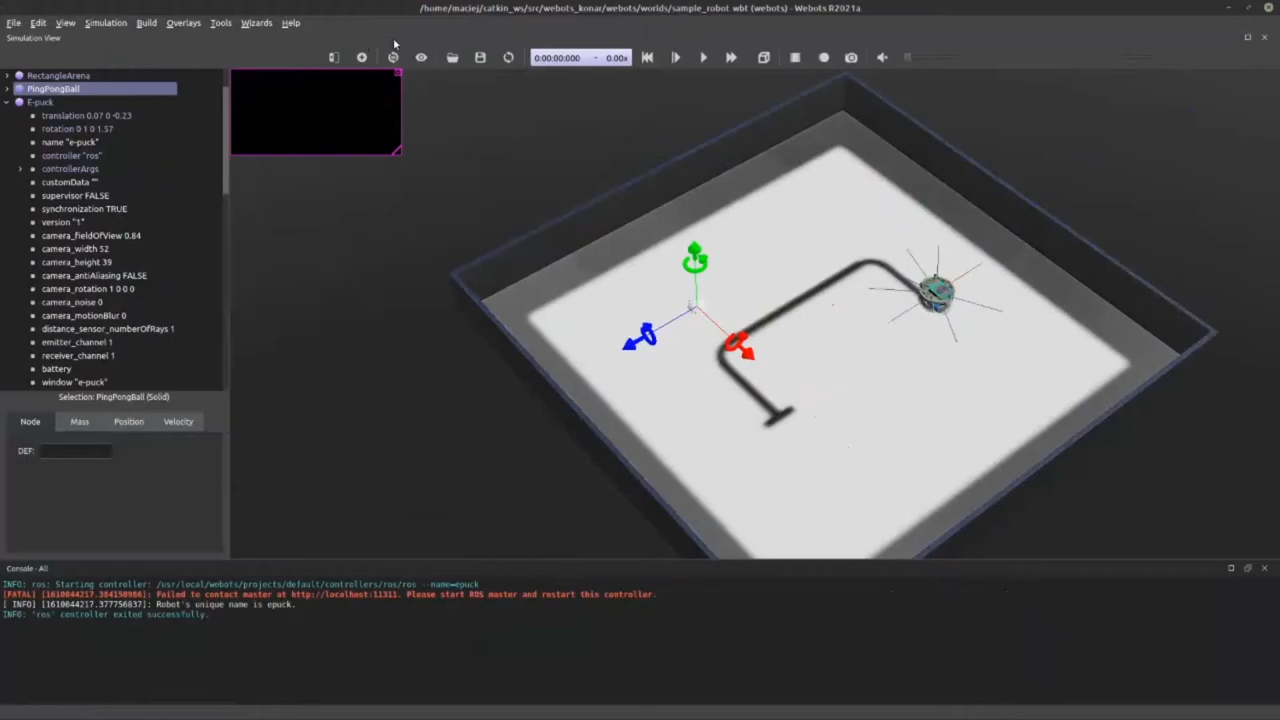 /home/maciej/catkin_ws/src/webots_konar/webots/worlds/sample_robot.wbt (webots) - Webots R2021a
File Edit View Simulation Build Overlays Tools Wizards Help
Simulation View
0:00:00:000 - 0.00x
RectangleArena
PingPongBall
E-puck
translation 0.07 0 -0.23
rotation 0 1 0 1.57
name "e-puck"
controller "ros"
controllerArgs
customData ""
supervisor FALSE
synchronization TRUE
version "1"
camera_fieldOfView 0.84
camera_width 52
camera_height 39
camera_antiAliasing FALSE
camera_rotation 1 0 0 0
camera_noise 0
camera_motionBlur 0
distance_sensor_numberOfRays 1
emitter_channel 1
receiver_channel 1
battery
window "e-puck"
Selection: PingPongBall (Solid)
Node Mass Position Velocity
DEF:
Console - All
INFO: ros: Starting controller: /usr/local/webots/projects/default/controllers/ros/ros --name=epuck
[FATAL] [1610044217.384150986]: Failed to contact master at http://localhost:11311. Please start ROS master and restart this controller.
[ INFO] [1610044217.377756837]: Robot's unique name is epuck.
INFO: 'ros' controller exited successfully.